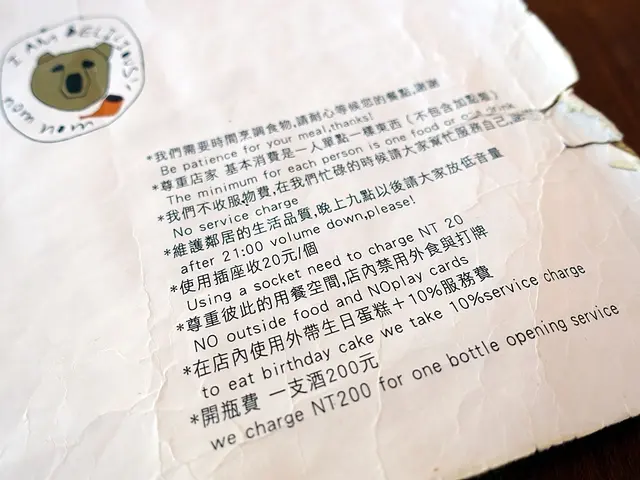 I AM BELICIOUS!
mou mou
*我們需要時間烹調食物,請耐心等候您的餐點,謝謝
Be patience for your meal,thanks!
*尊重店家 基本消費是一人單點一樣東西（不包含加點盤）
The minimum for each person is one food or one drink
*我們不收服物費,在我們忙碌的時候請大家幫忙服務自己,謝
No service charge
*維護鄰居的生活品質,晚上九點以後請大家放低音量
after 21:00 volume down,please!
*使用插座收20元/個
Using a socket need to charge NT 20
*尊重彼此的用餐空間,店內禁用外食與打牌
NO outside food and NOplay cards
*在店內使用外帶生日蛋糕＋10%服務費
to eat birthday cake we take 10%sservice charge
*開瓶費 一支酒200元
we charge NT200 for one bottle opening service